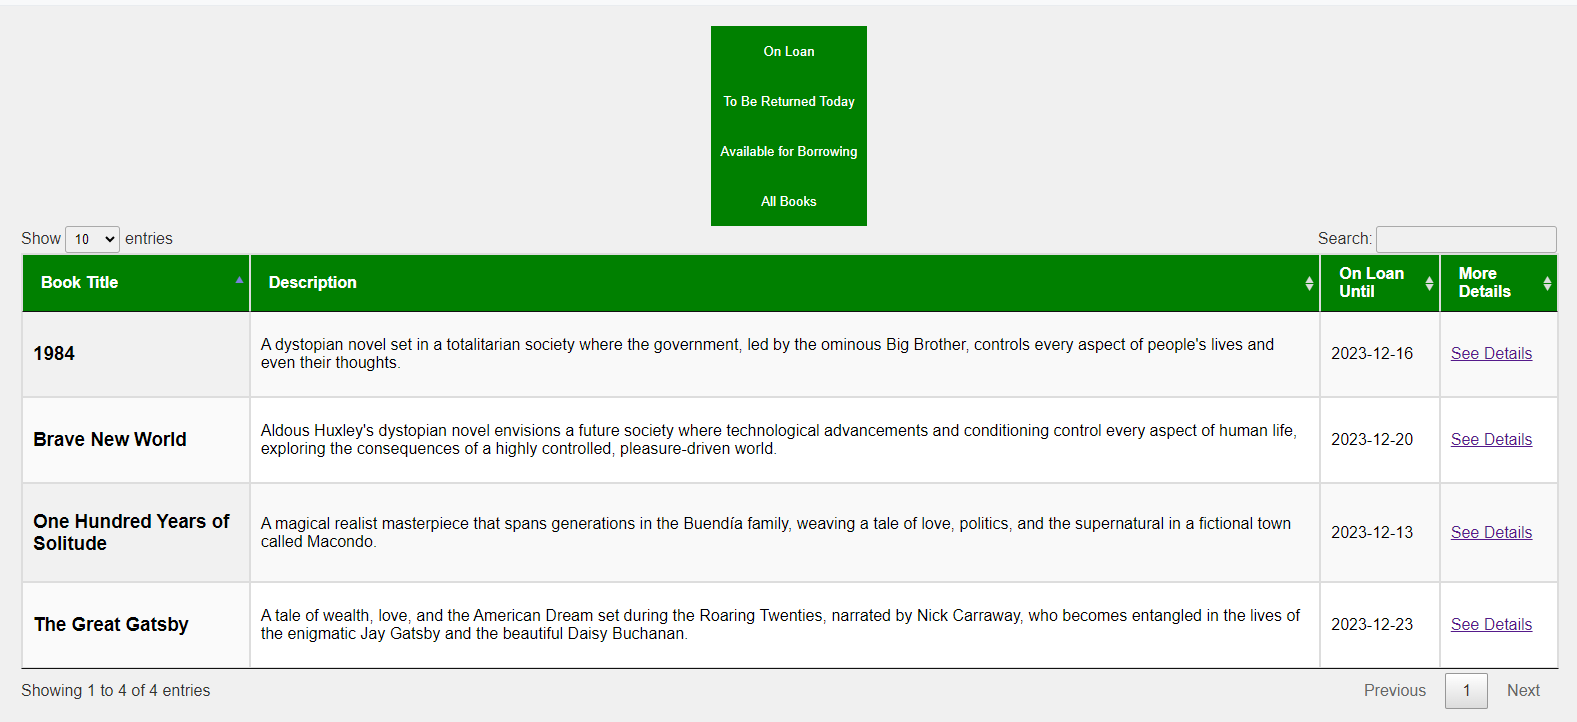 On Loan
To Be Returned Today
Available for Borrowing
All Books
Show 10 entries
Search:
Book Title
Description
On Loan
Until
More
Details
1984
A dystopian novel set in a totalitarian society where the government, led by the ominous Big Brother, controls every aspect of people's lives and
even their thoughts.
2023-12-16
See Details
Brave New World
Aldous Huxley's dystopian novel envisions a future society where technological advancements and conditioning control every aspect of human life,
exploring the consequences of a highly controlled, pleasure-driven world.
2023-12-20
See Details
One Hundred Years of
Solitude
A magical realist masterpiece that spans generations in the Buendía family, weaving a tale of love, politics, and the supernatural in a fictional town
called Macondo.
2023-12-13
See Details
The Great Gatsby
A tale of wealth, love, and the American Dream set during the Roaring Twenties, narrated by Nick Carraway, who becomes entangled in the lives of
the enigmatic Jay Gatsby and the beautiful Daisy Buchanan.
2023-12-23
See Details
Showing 1 to 4 of 4 entries
Previous 1 Next